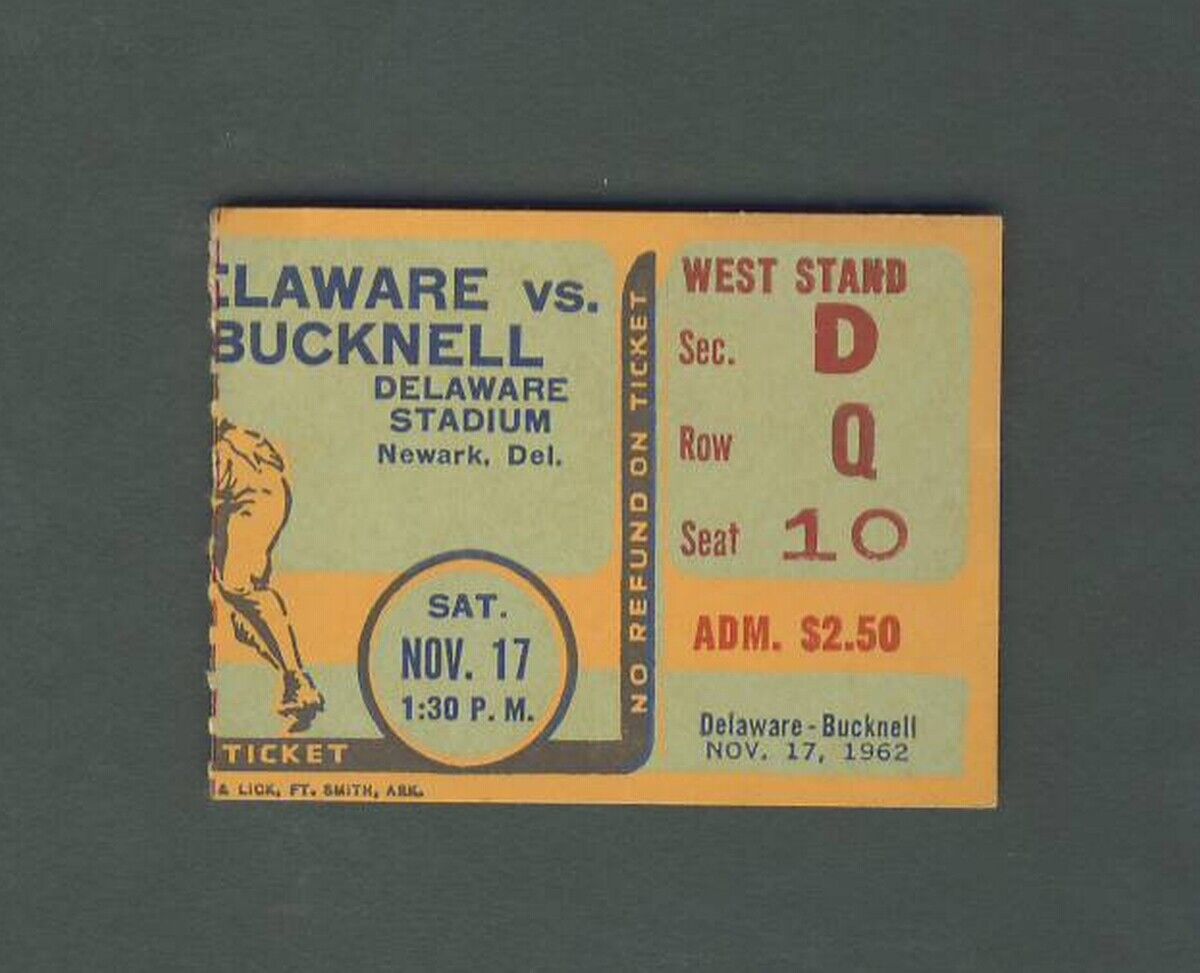 ELAWARE VS.
BUCKNELL
DELAWARE
STADIUM
Newark, Del.
SAT.
NOV. 17
1:30 P. M.
TICKET
& LICK, FT. SMITH, ARK.
NO REFUND ON TICKET
WEST STAND
Sec. D
Row Q
Seat 10
ADM. $2.50
Delaware - Bucknell
NOV. 17, 1962